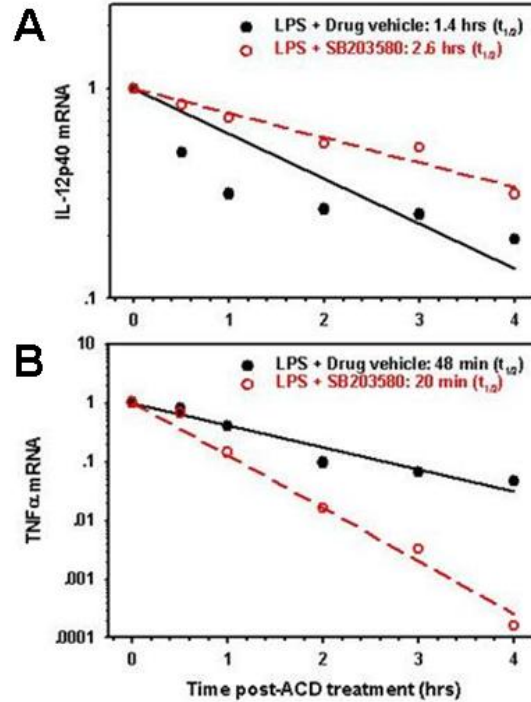 A
LPS + Drug vehicle: 1.4 hrs (t1/2)
LPS + SB203580: 2.6 hrs (t1/2)
1
.1
IL-12p40 mRNA
0 1 2 3 4
B
LPS + Drug vehicle: 48 min (t1/2)
LPS + SB203580: 20 min (t1/2)
10
1
.1
.01
.001
.0001
TNFα mRNA
0 1 2 3 4
Time post-ACD treatment (hrs)